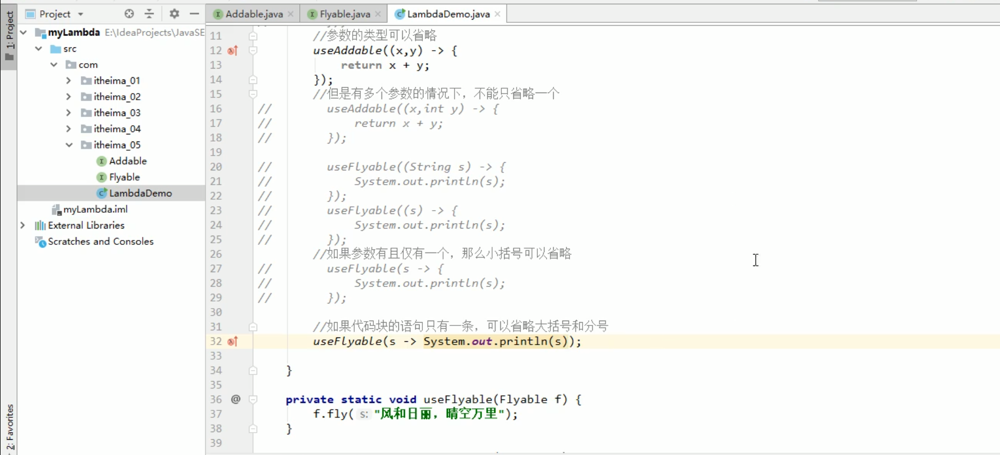 1: Project
2: Favorites
Project
myLambda E:\IdeaProjects\JavaSE
src
com
itheima_01
itheima_02
itheima_03
itheima_04
itheima_05
Addable
Flyable
LambdaDemo
myLambda.iml
External Libraries
Scratches and Consoles
Addable.java Flyable.java LambdaDemo.java
11 //参数的类型可以省略
12 useAddable((x,y) -> {
13 return x + y;
14 });
15 //但是有多个参数的情况下，不能只省略一个
16 // useAddable((x,int y) -> {
17 // return x + y;
18 // });
19
20 // useFlyable((String s) -> {
21 // System.out.println(s);
22 // });
23 // useFlyable((s) -> {
24 // System.out.println(s);
25 // });
26 //如果参数有且仅有一个，那么小括号可以省略
27 // useFlyable(s -> {
28 // System.out.println(s);
29 // });
30
31 //如果代码块的语句只有一条，可以省略大括号和分号
32 useFlyable(s -> System.out.println(s));
33
34 }
35
36 @ private static void useFlyable(Flyable f) {
37 f.fly( s: "风和日丽，晴空万里");
38 }
39